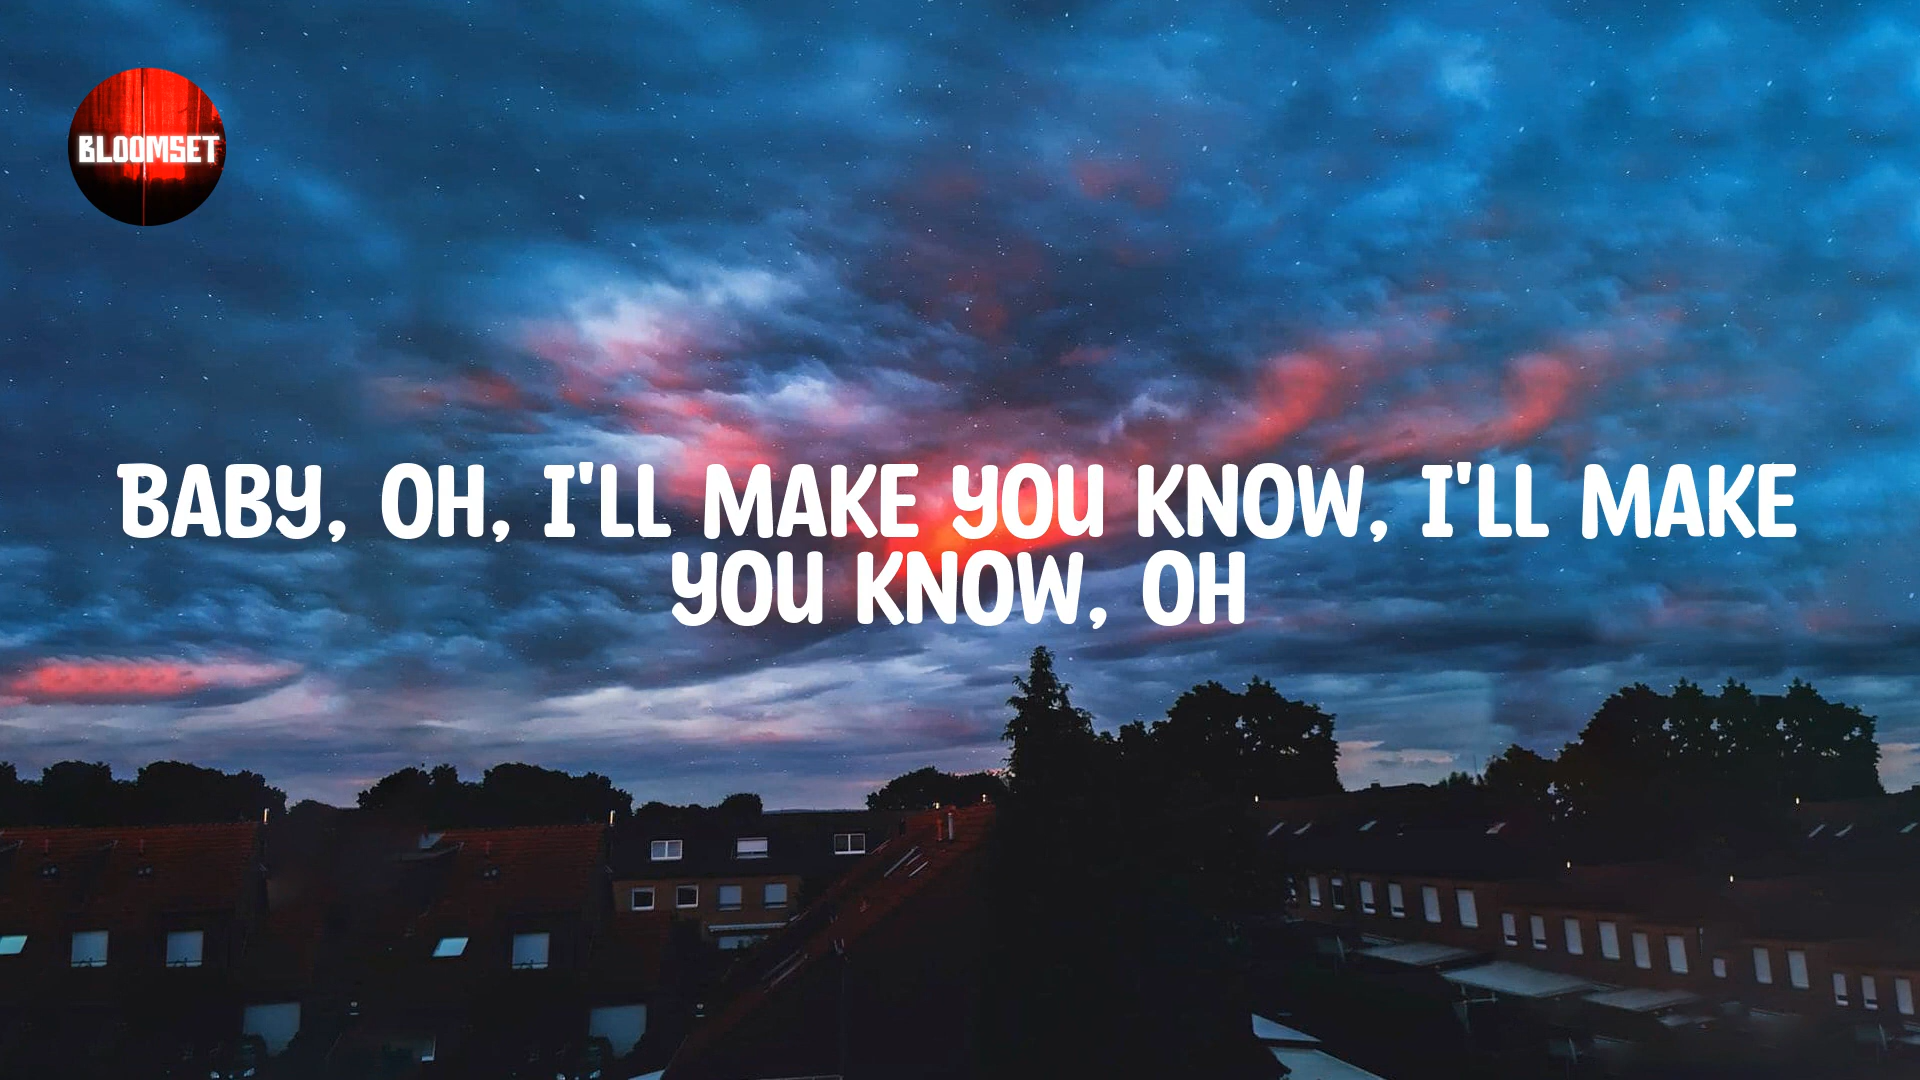 BLOOMSET
BABY, OH, I'LL MAKE YOU KNOW, I'LL MAKE
YOU KNOW, OH